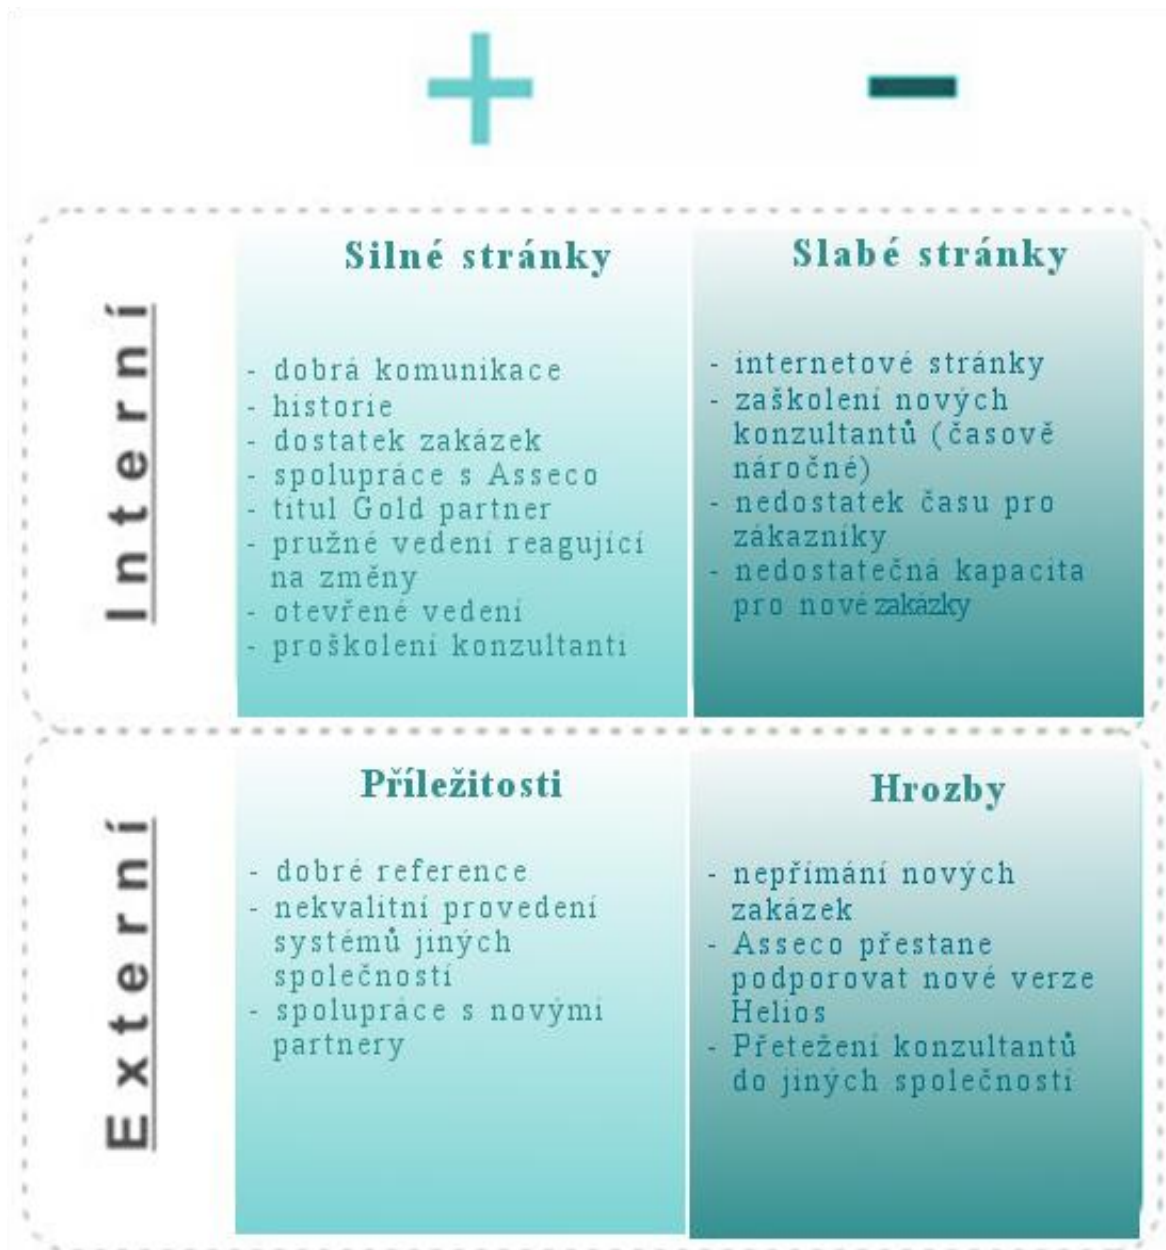 + −
Interní
Silné stránky
- dobrá komunikace
- historie
- dostatek zakázek
- spolupráce s Asseco
- titul Gold partner
- pružné vedení reagující
na změny
- otevřené vedení
- proškolení konzultanti
Slabé stránky
- internetové stránky
- zaškolení nových
konzultantů (časově
náročné)
- nedostatek času pro
zákazníky
- nedostatečná kapacita
pro nové zakázky
Externí
Příležitosti
- dobré reference
- nekvalitní provedení
systémů jiných
společností
- spolupráce s novými
partnery
Hrozby
- nepřímání nových
zakázek
- Asseco přestane
podporovat nové verze
Helios
- Přetežení konzultantů
do jiných společností